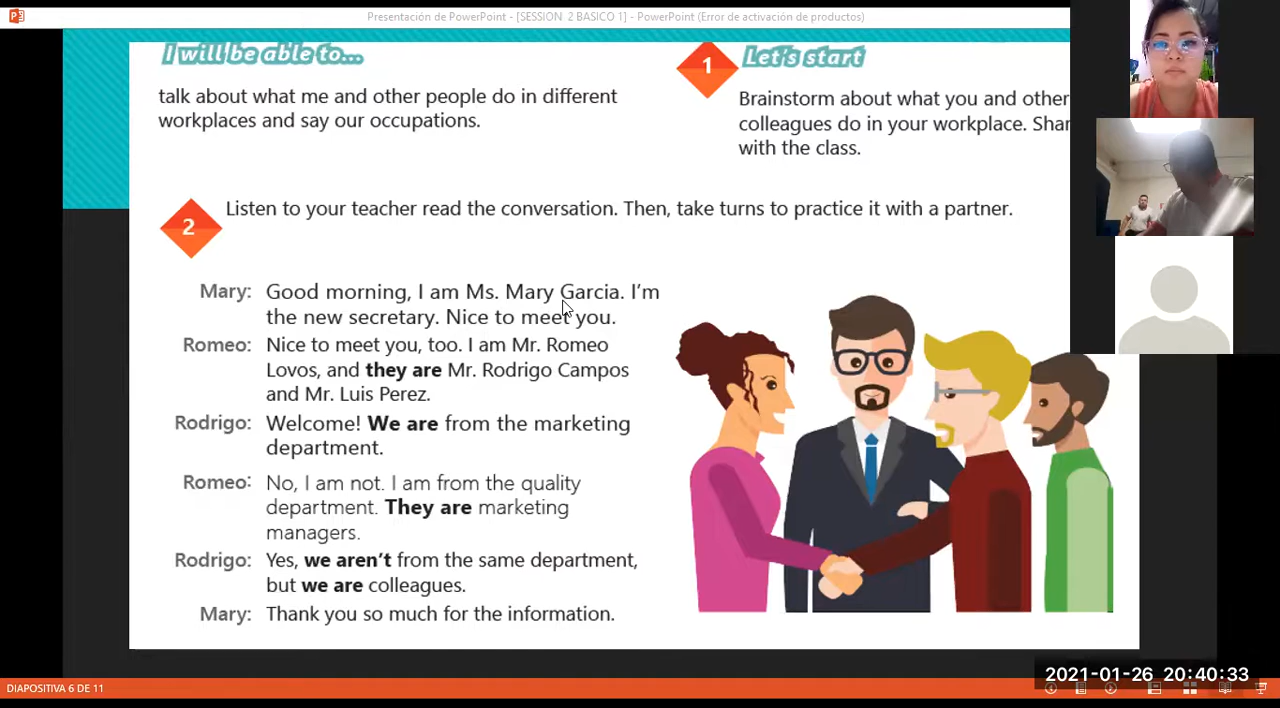 Presentación de PowerPoint - [SESSION 2 BASICO 1] - PowerPoint (Error de activación de productos)
I will be able to...
talk about what me and other people do in different
workplaces and say our occupations.
1
Let's start
Brainstorm about what you and other
colleagues do in your workplace. Shar
with the class.
2
Listen to your teacher read the conversation. Then, take turns to practice it with a partner.
Mary: Good morning, I am Ms. Mary Garcia. I'm
the new secretary. Nice to meet you.
Romeo: Nice to meet you, too. I am Mr. Romeo
Lovos, and they are Mr. Rodrigo Campos
and Mr. Luis Perez.
Rodrigo: Welcome! We are from the marketing
department.
Romeo: No, I am not. I am from the quality
department. They are marketing
managers.
Rodrigo: Yes, we aren't from the same department,
but we are colleagues.
Mary: Thank you so much for the information.
2021-01-26 20:40:33
DIAPOSITIVA 6 DE 11